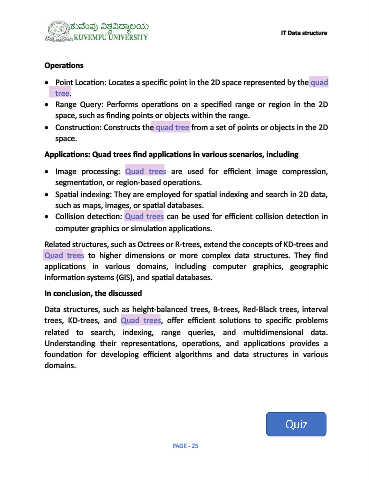 ಕುವೆಂಪು ವಿಶ್ವವಿದ್ಯಾಲಯ
KUVEMPU UNIVERSITY
IT Data structure
Operations
• Point Location: Locates a specific point in the 2D space represented by the quad
tree.
• Range Query: Performs operations on a specified range or region in the 2D
space, such as finding points or objects within the range.
• Construction: Constructs the quad tree from a set of points or objects in the 2D
space.
Applications: Quad trees find applications in various scenarios, including
• Image processing: Quad trees are used for efficient image compression,
segmentation, or region-based operations.
• Spatial indexing: They are employed for spatial indexing and search in 2D data,
such as maps, images, or spatial databases.
• Collision detection: Quad trees can be used for efficient collision detection in
computer graphics or simulation applications.
Related structures, such as Octrees or R-trees, extend the concepts of KD-trees and
Quad trees to higher dimensions or more complex data structures. They find
applications in various domains, including computer graphics, geographic
information systems (GIS), and spatial databases.
In conclusion, the discussed
Data structures, such as height-balanced trees, B-trees, Red-Black trees, interval
trees, KD-trees, and Quad trees, offer efficient solutions to specific problems
related to search, indexing, range queries, and multidimensional data.
Understanding their representations, operations, and applications provides a
foundation for developing efficient algorithms and data structures in various
domains.
Quiz
PAGE - 25